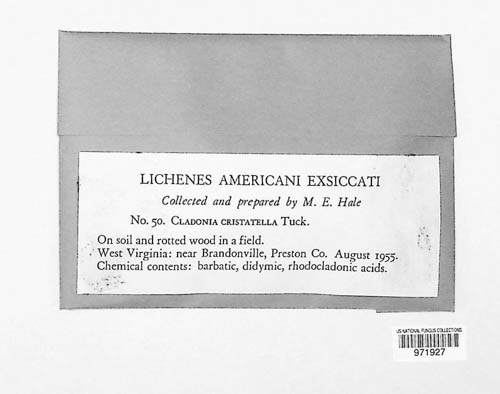 LICHENES AMERICANI EXSICCATI
Collected and prepared by M. E. Hale
No. 50. CLADONIA CRISTATELLA Tuck.
On soil and rotted wood in a field.
West Virginia: near Brandonville, Preston Co. August 1955.
Chemical contents: barbatic, didymic, rhodocladonic acids.
US NATIONAL FUNGUS COLLECTIONS
971927